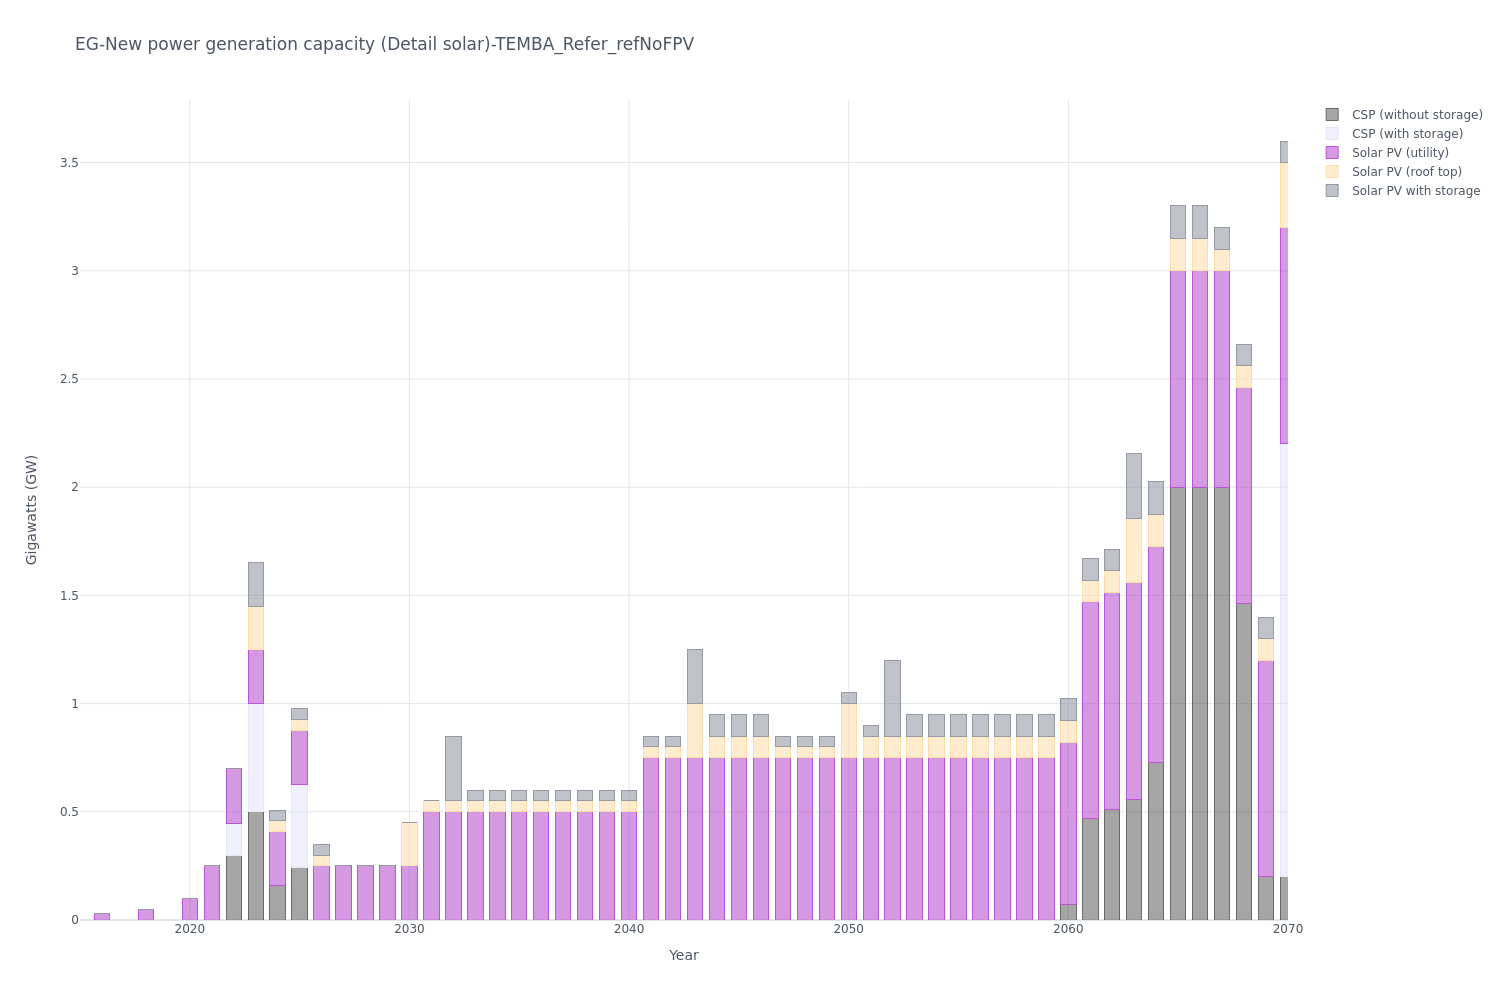 EG-New power generation capacity (Detail solar)-TEMBA_Refer_refNoFPV
CSP (without storage)
CSP (with storage)
Solar PV (utility)
Solar PV (roof top)
Solar PV with storage
3.5
3
2.5
2
1.5
1
0.5
0
Gigawatts (GW)
2020 2030 2040 2050 2060 2070
Year